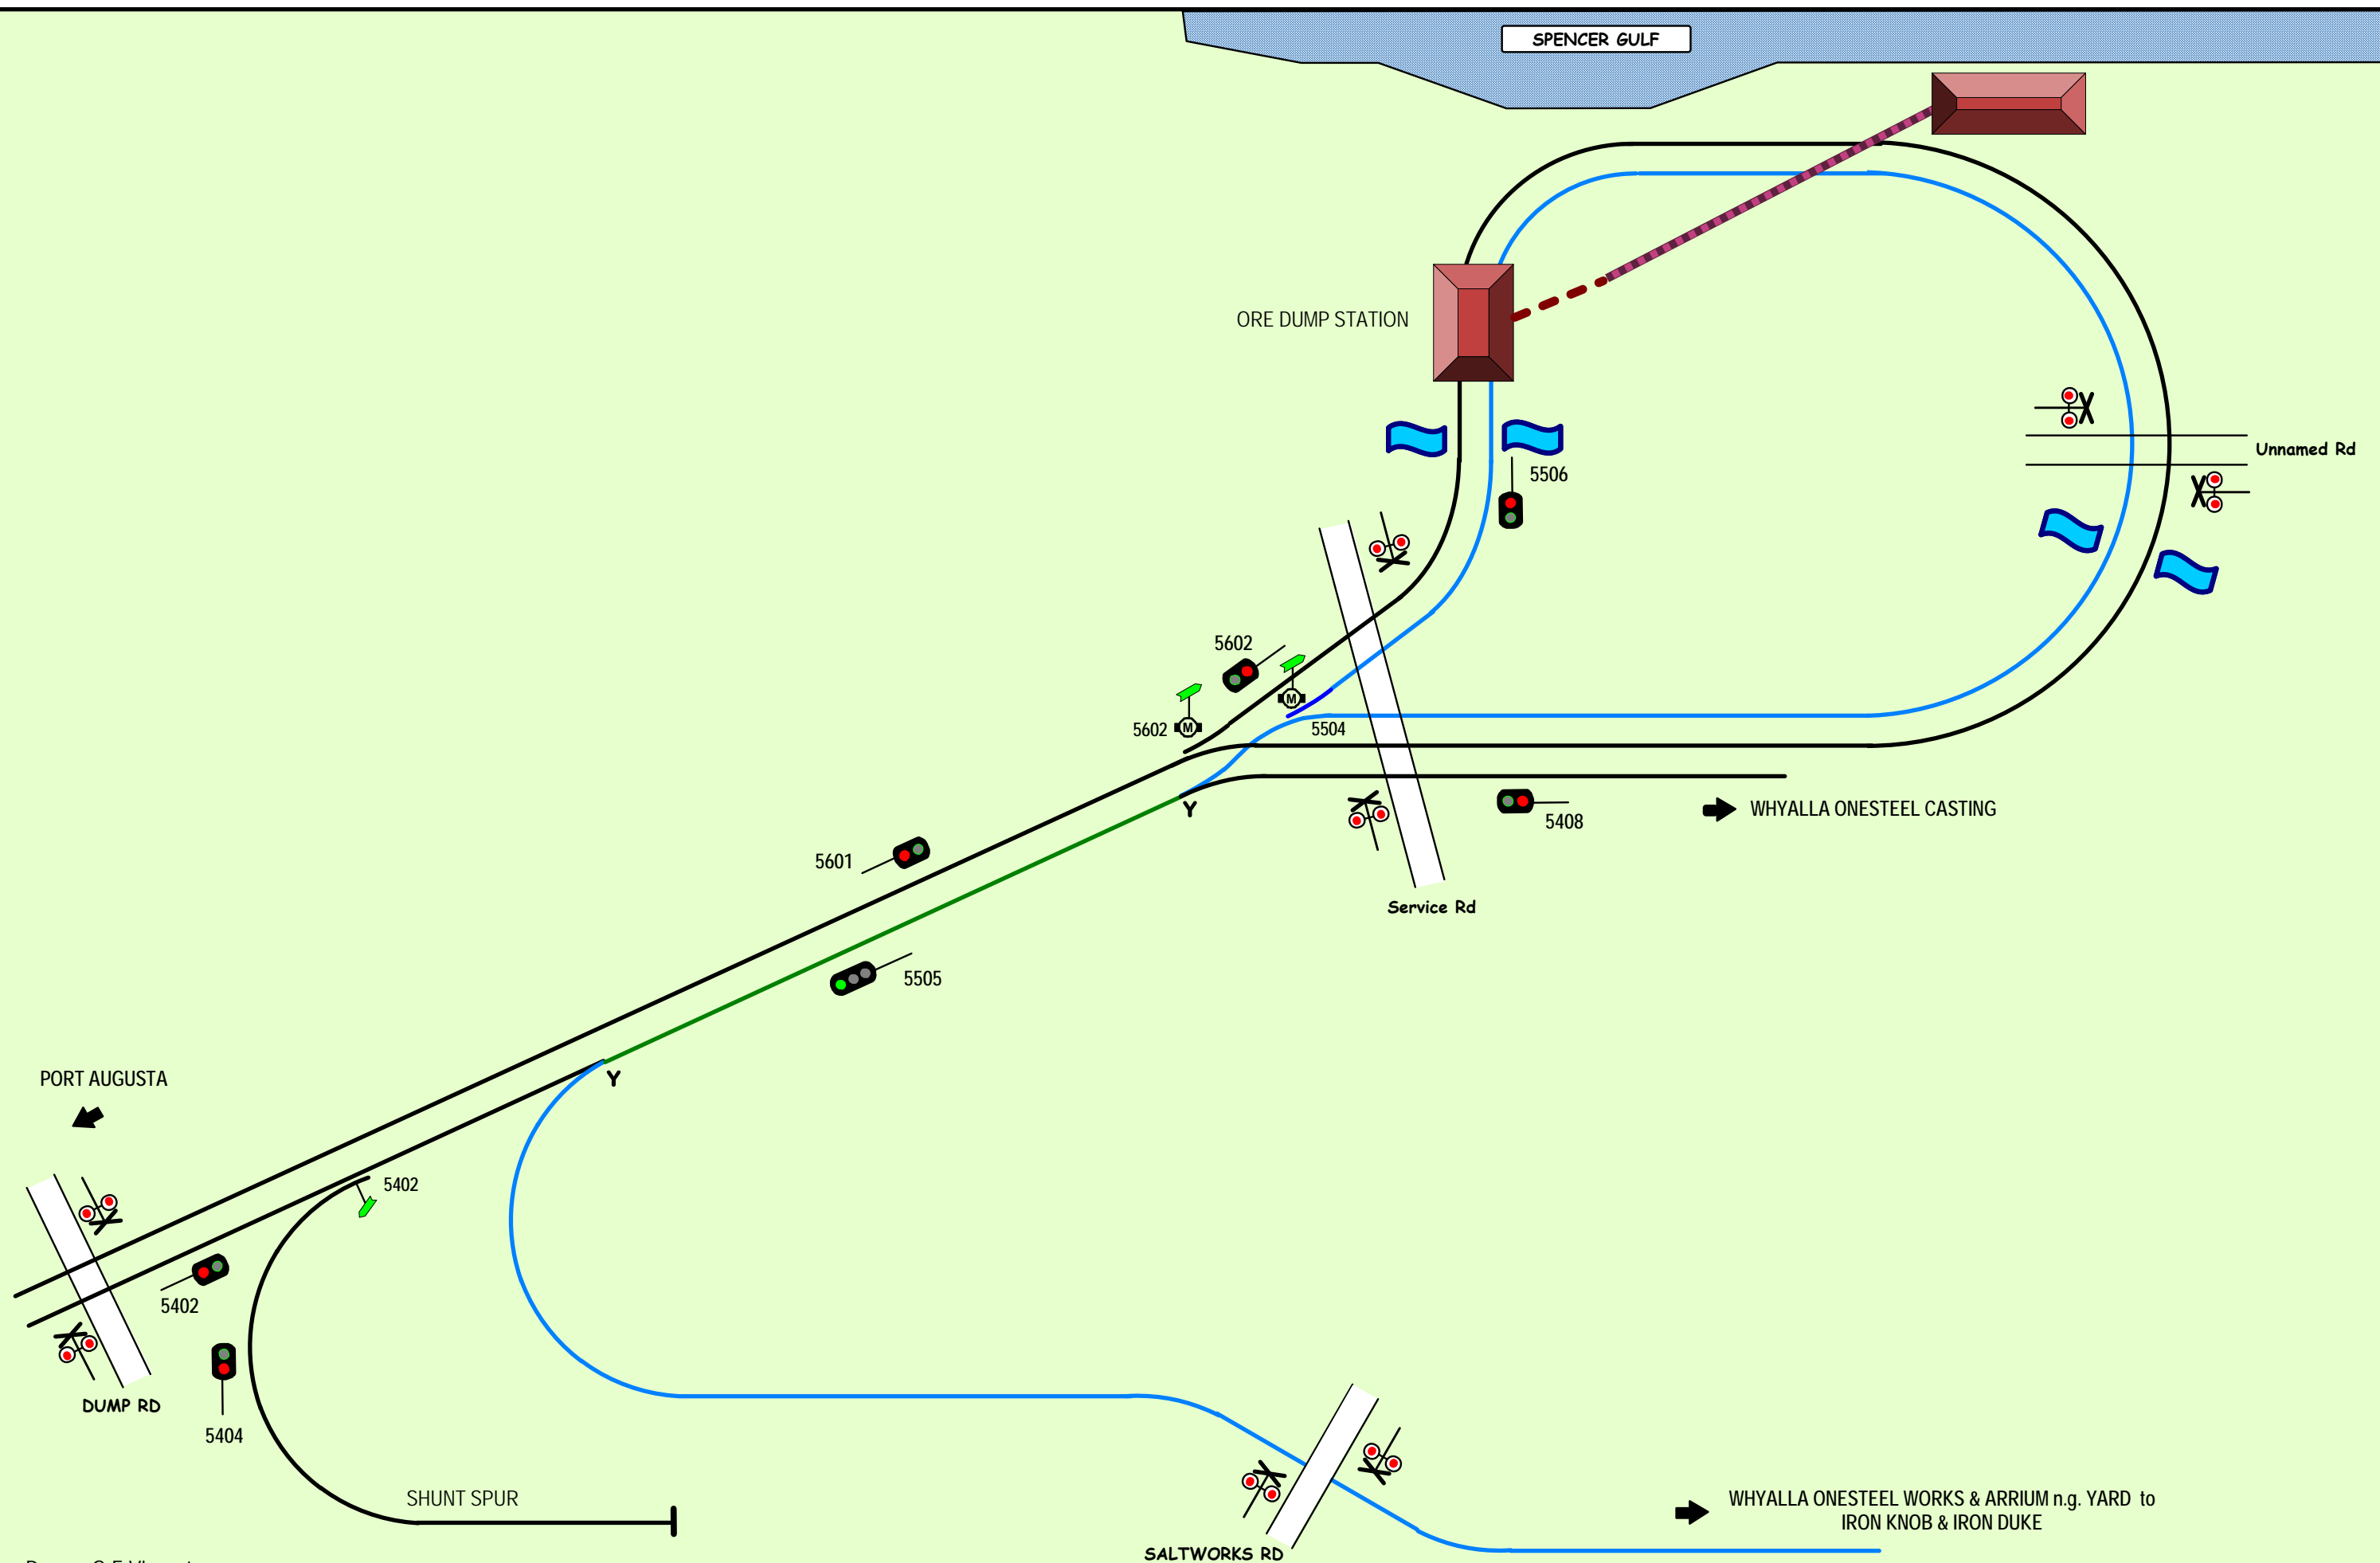 SPENCER GULF
ORE DUMP STATION
Unnamed Rd
5506
5602
5602
M
M
5504
Y
WHYALLA ONESTEEL CASTING
5408
5601
Service Rd
5505
PORT AUGUSTA
Y
5402
5402
DUMP RD
5404
SHUNT SPUR
WHYALLA ONESTEEL WORKS & ARRIUM n.g. YARD to
IRON KNOB & IRON DUKE
SALTWORKS RD